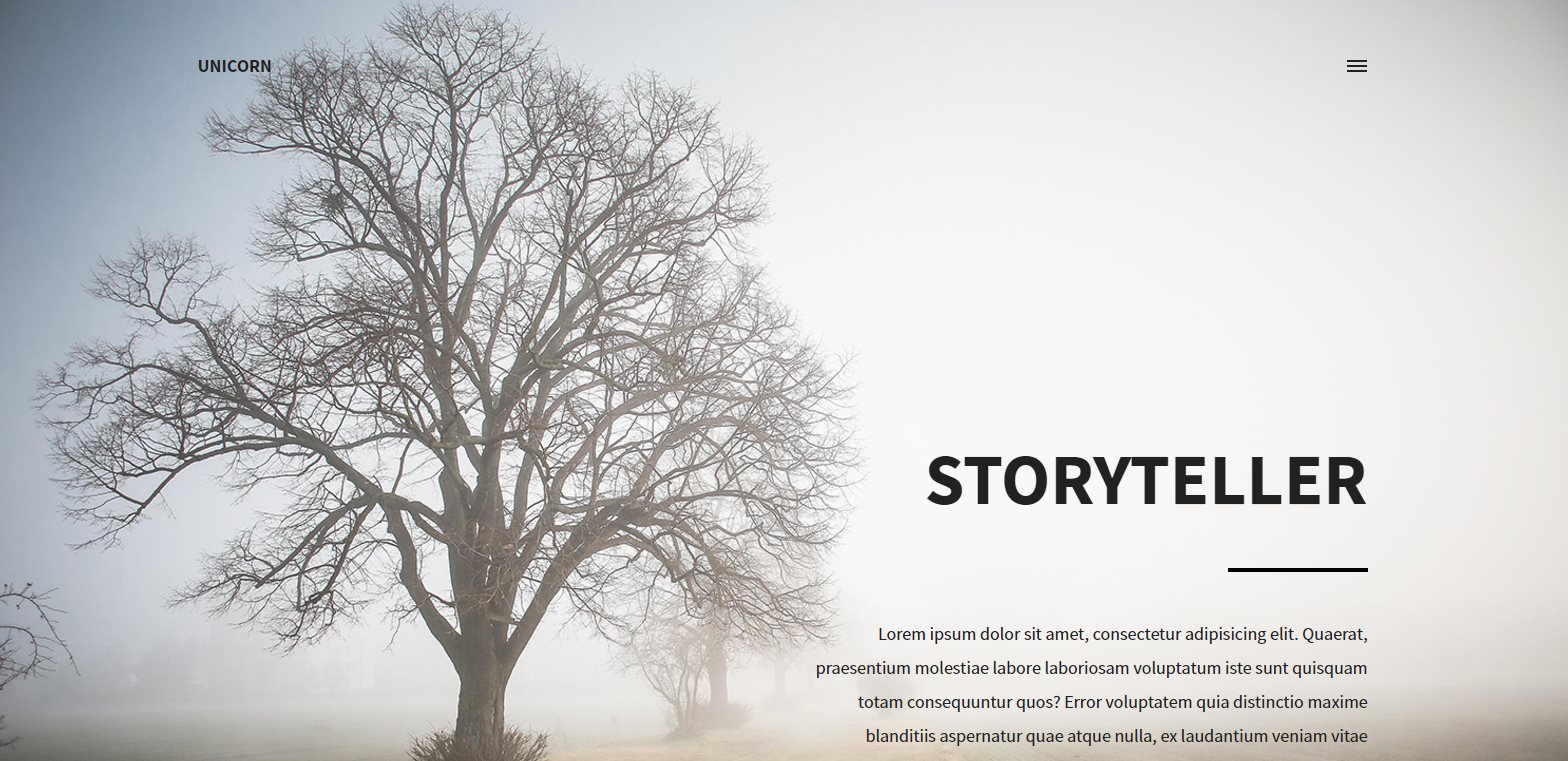 UNICORN
STORYTELLER
Lorem ipsum dolor sit amet, consectetur adipisicing elit. Quaerat,
praesentium molestiae labore laboriosam voluptatum iste sunt quisquam
totam consequuntur quos? Error voluptatem quia distinctio maxime
blanditiis aspernatur quae atque nulla, ex laudantium veniam vitae